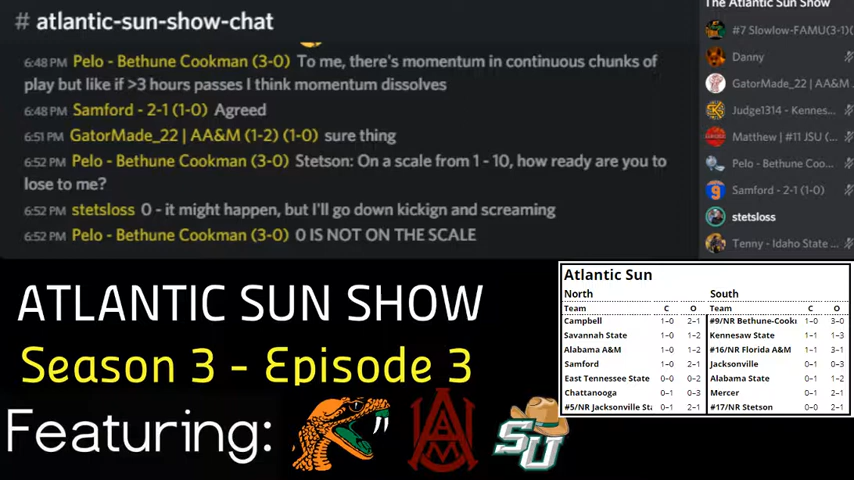 # atlantic-sun-show-chat
6:48 PM Pelo - Bethune Cookman (3-0) To me, there's momentum in continuous chunks of
play but like if >3 hours passes I think momentum dissolves
6:48 PM Samford - 2-1 (1-0) Agreed
6:51 PM GatorMade_22 | AA&M (1-2) (1-0) sure thing
6:52 PM Pelo - Bethune Cookman (3-0) Stetson: On a scale from 1 - 10, how ready are you to
lose to me?
6:52 PM stetsloss 0 - it might happen, but I'll go down kickign and screaming
6:52 PM Pelo - Bethune Cookman (3-0) 0 IS NOT ON THE SCALE
The Atlantic Sun Show
#7 Slowlow-FAMU(3-1)(
Danny
GatorMade_22 | AA&M
Judge1314 - Kennes...
Matthew | #11 JSU (...
Pelo - Bethune Coo...
Samford - 2-1 (1-0)
stetsloss
Tenny - Idaho State ...
ATLANTIC SUN SHOW
Season 3 - Episode 3
Featuring:
AAM
SU
Atlantic Sun
North South
Team C O Team C O
Campbell 1-0 2-1 #9/NR Bethune-Cook 1-0 3-0
Savannah State 1-0 1-2 Kennesaw State 1-1 1-3
Alabama A&M 1-0 1-2 #16/NR Florida A&M 1-1 3-1
Samford 1-0 2-1 Jacksonville 0-1 0-3
East Tennessee State 0-0 0-2 Alabama State 0-1 1-2
Chattanooga 0-1 0-3 Mercer 0-1 2-1
#5/NR Jacksonville St 0-1 2-1 #17/NR Stetson 0-0 2-1